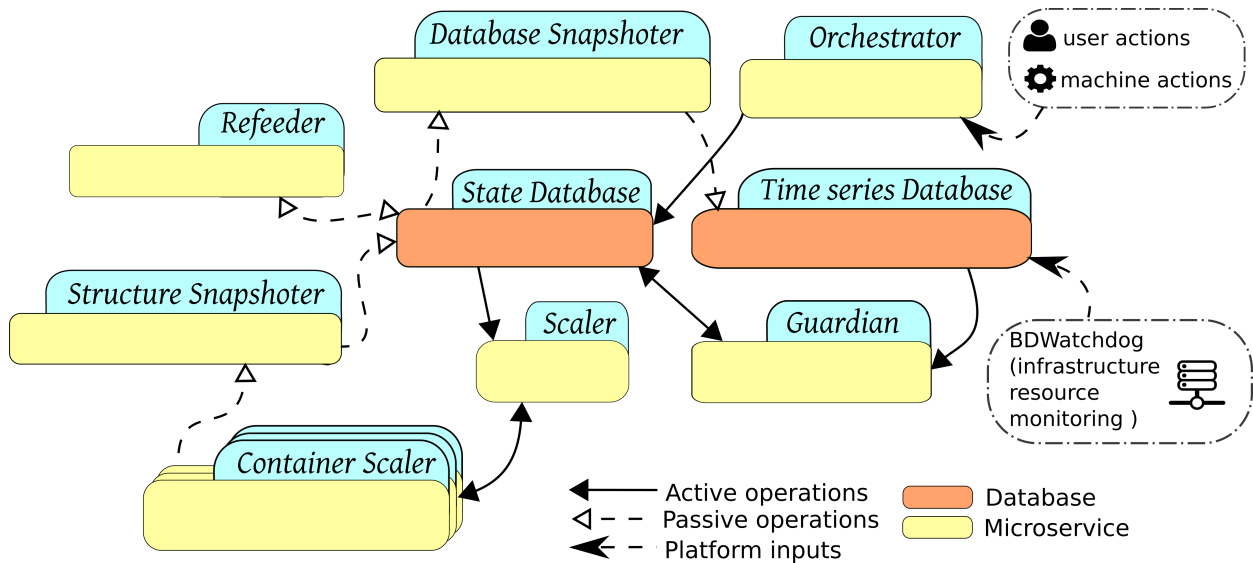 Database Snapshoter
Orchestrator
user actions
machine actions
Refeeder
State Database
Time series Database
Structure Snapshoter
Scaler
Guardian
BDWatchdog
(infrastructure
resource
monitoring )
Container Scaler
Active operations
Passive operations
Platform inputs
Database
Microservice